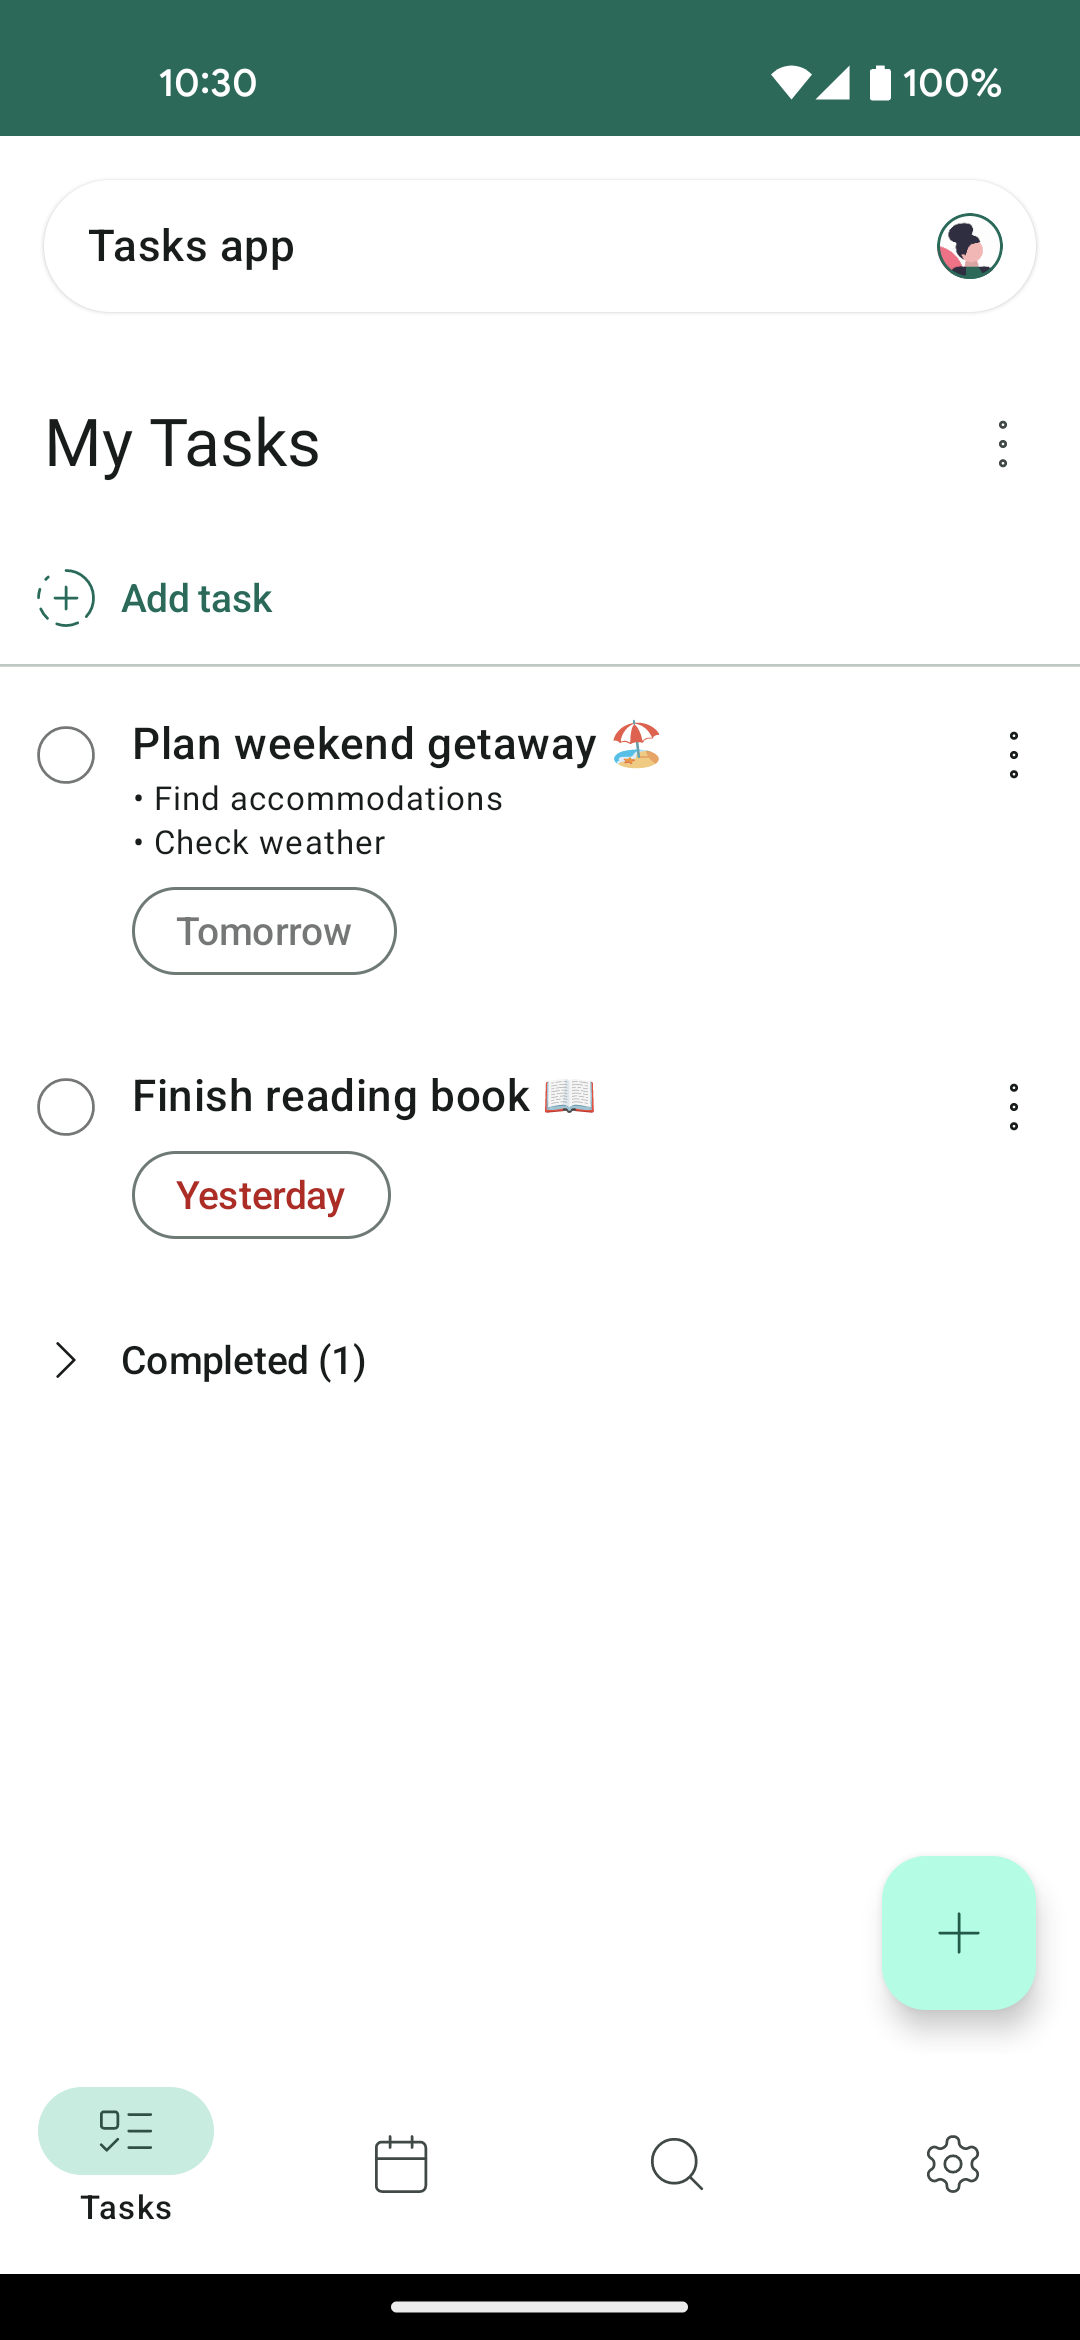 10:30 100%
Tasks app
My Tasks
Add task
Plan weekend getaway 🏖️
• Find accommodations
• Check weather
Tomorrow
Finish reading book 📖
Yesterday
Completed (1)
Tasks